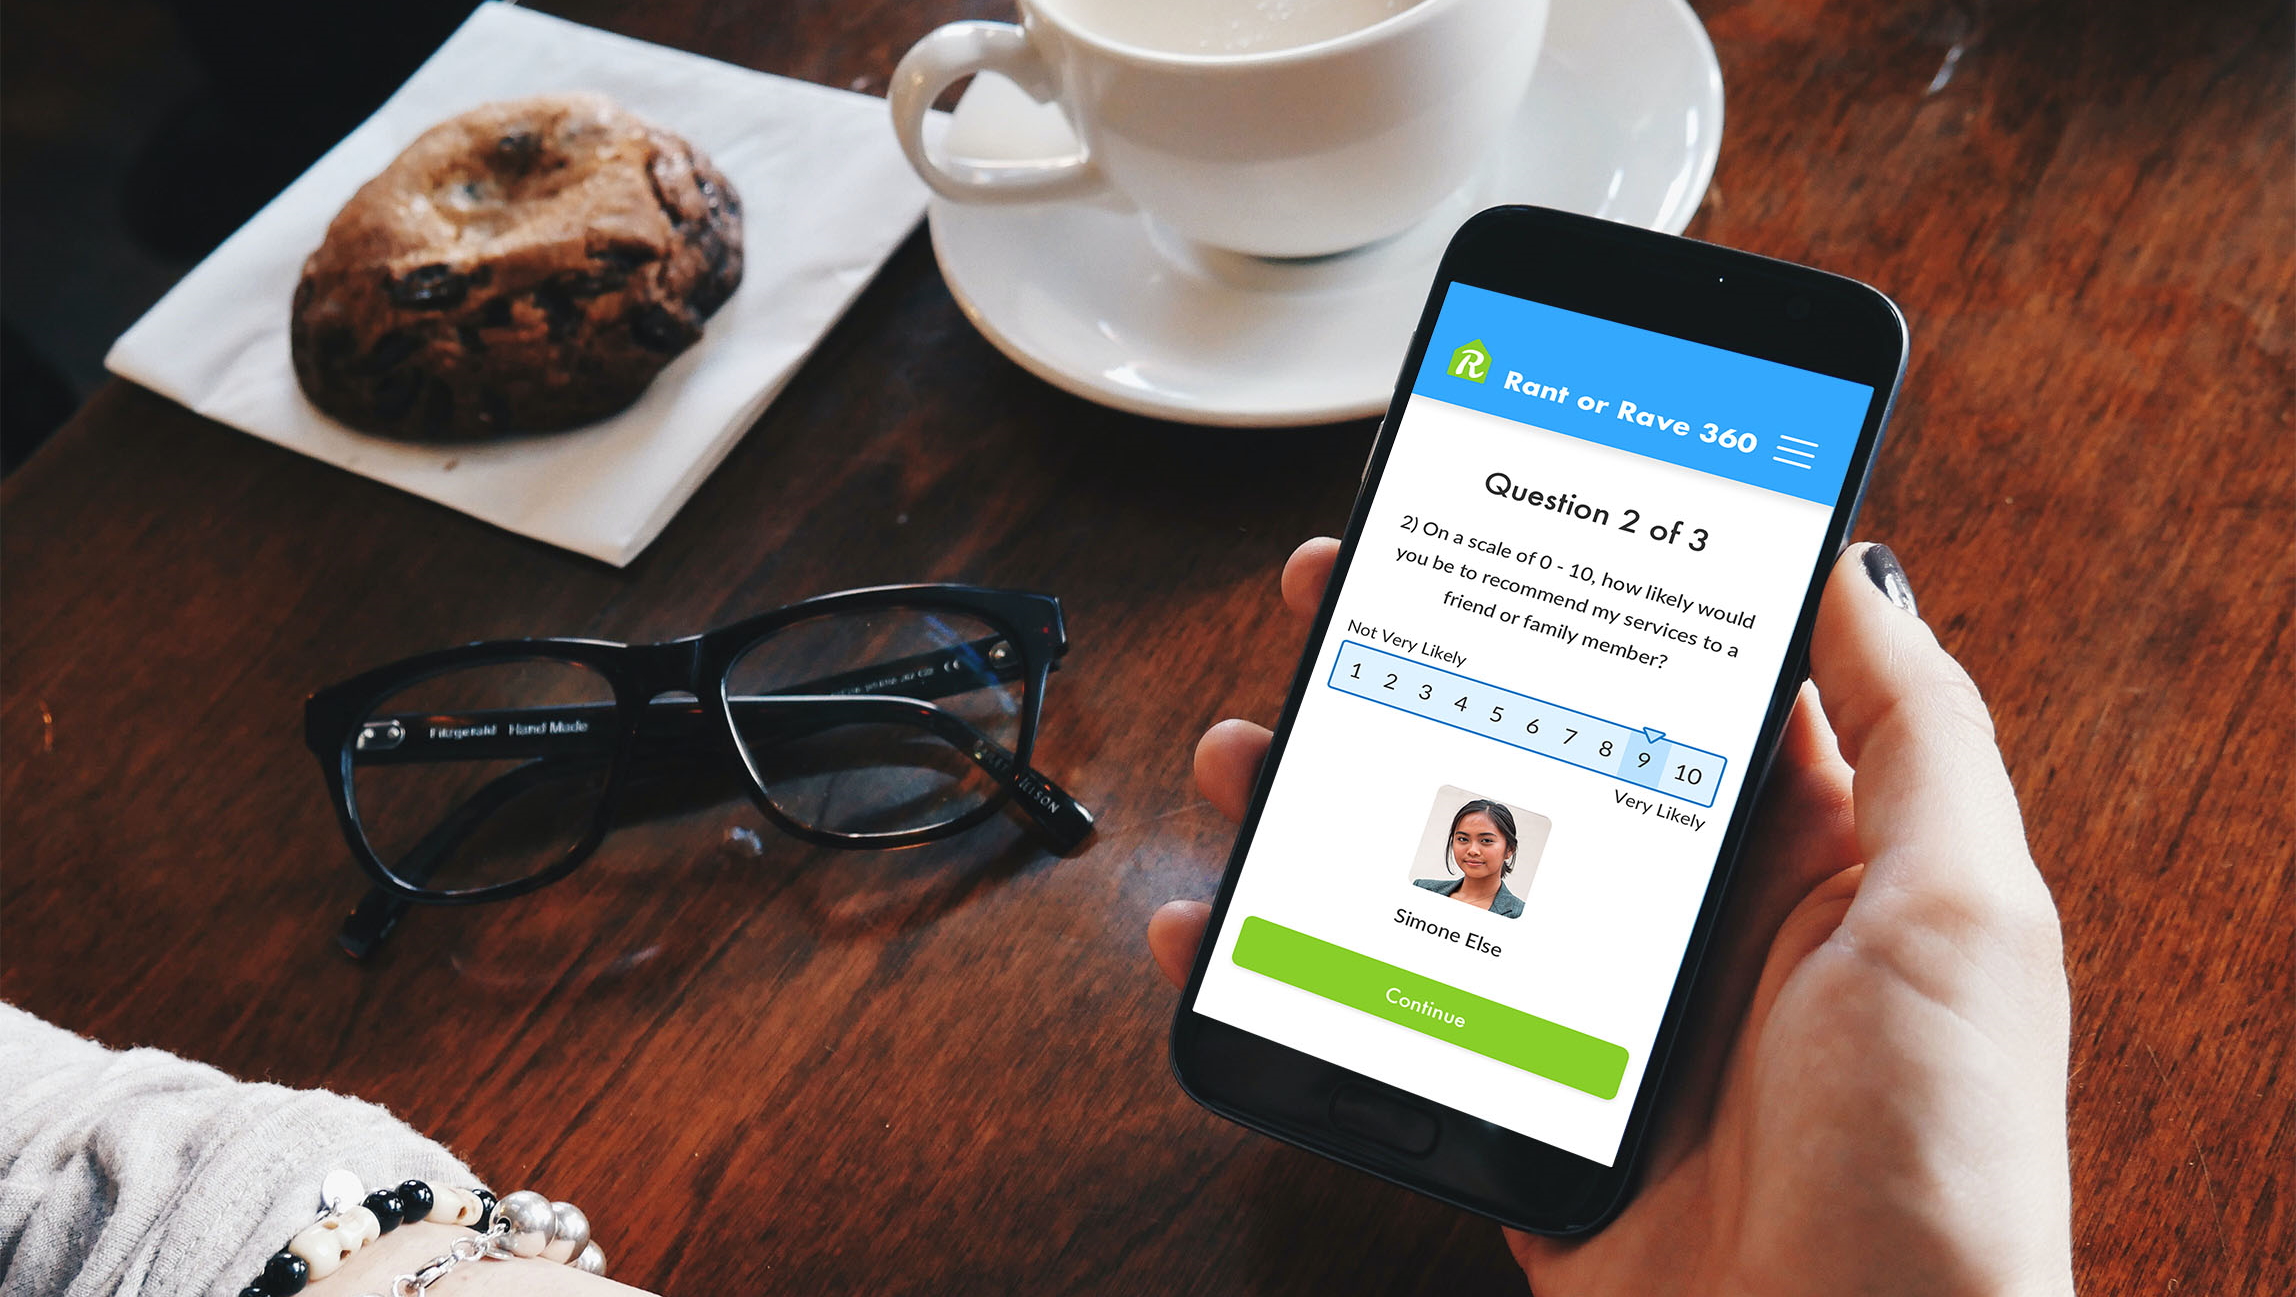 R
Rant or Rave 360
Question 2 of 3
2) On a scale of 0 - 10, how likely would
you be to recommend my services to a
friend or family member?
Not Very Likely
1 2 3 4 5 6 7 8 9 10
Very Likely
Simone Else
Continue
Fitzgerald Hand Made
CE